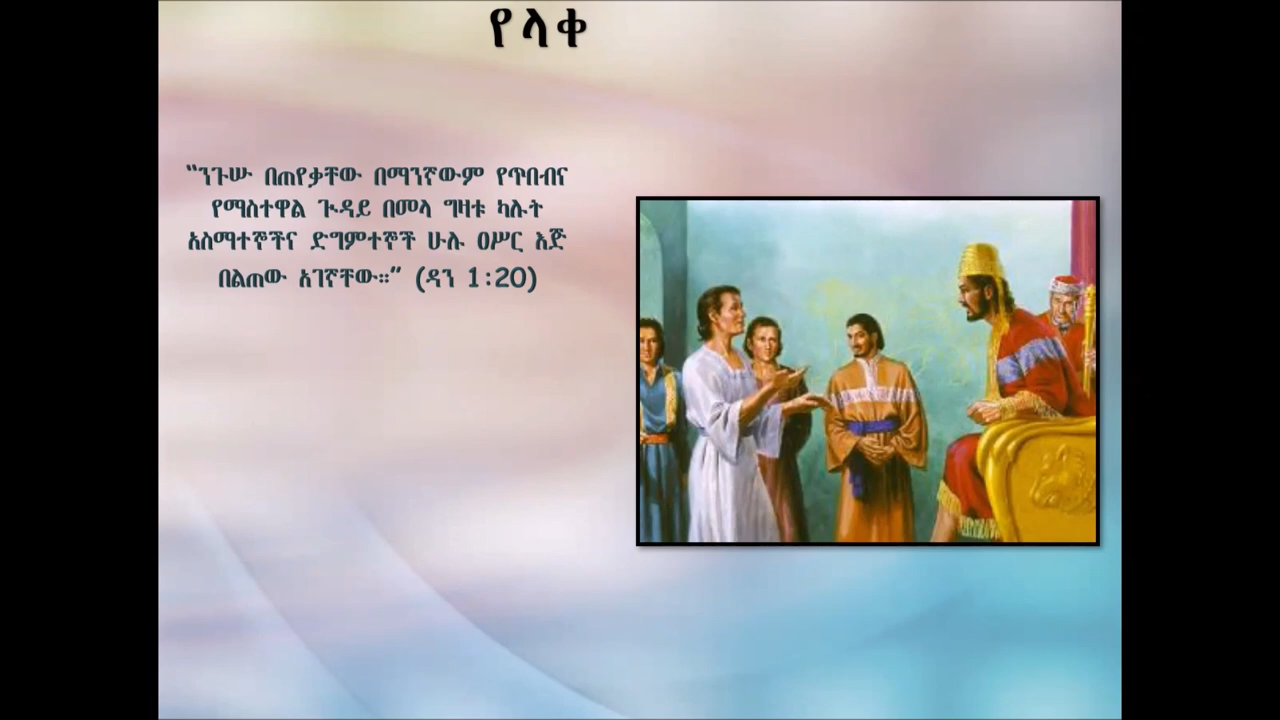 የላቀ
“ንጉሡ በጠየቃቸው በማንኛውም የጥበብና
የማስተዋል ጒዳይ በመላ ግዛቱ ካሉት
አስማተኞችና ድግምተኞች ሁሉ ዐሥር እጅ
በልጠው አገኛቸው።” (ዳን 1:20)